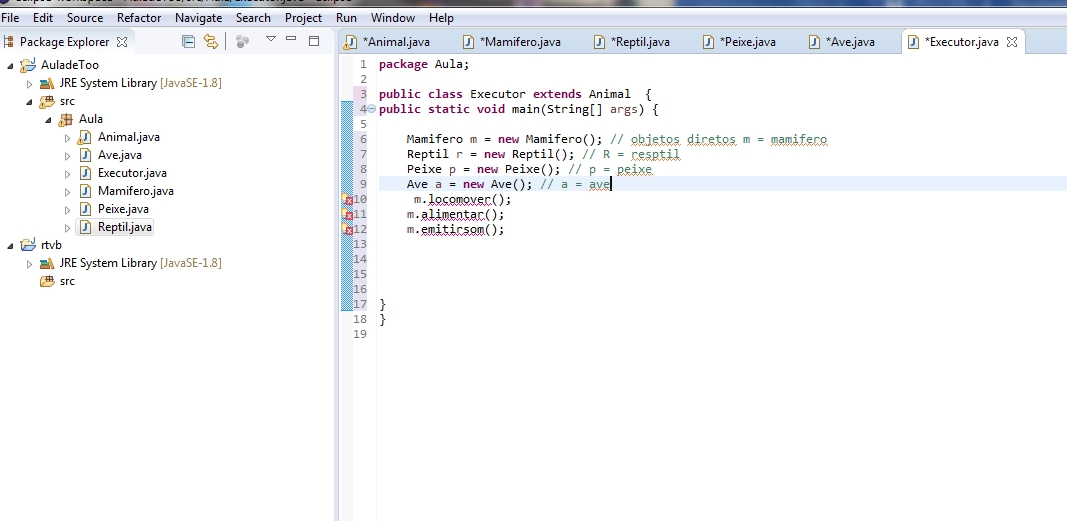 File Edit Source Refactor Navigate Search Project Run Window Help
Package Explorer
*Animal.java *Mamifero.java *Reptil.java *Peixe.java *Ave.java *Executor.java
AuladeToo
JRE System Library [JavaSE-1.8]
src
Aula
Animal.java
Ave.java
Executor.java
Mamifero.java
Peixe.java
Reptil.java
rtvb
JRE System Library [JavaSE-1.8]
src
1 package Aula;
2
3 public class Executor extends Animal {
4 public static void main(String[] args) {
5
6 Mamifero m = new Mamifero(); // objetos diretos m = mamifero
7 Reptil r = new Reptil(); // R = resptil
8 Peixe p = new Peixe(); // p = peixe
9 Ave a = new Ave(); // a = ave
10 m.locomover();
11 m.alimentar();
12 m.emitirsom();
13
14
15
16
17 }
18 }
19